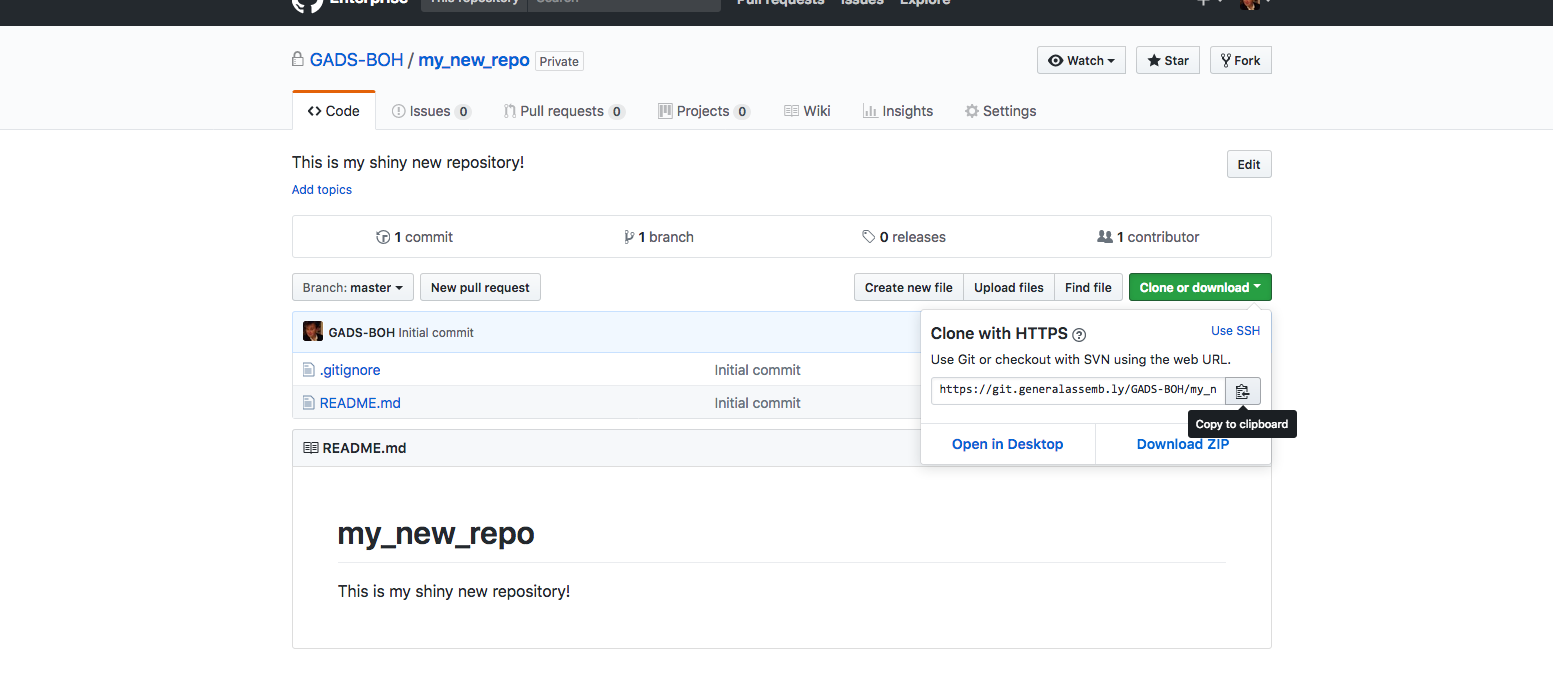 Enterprise This repository Search Pull requests Issues Explore
GADS-BOH / my_new_repo Private
Watch Star Fork
Code Issues 0 Pull requests 0 Projects 0 Wiki Insights Settings
This is my shiny new repository!
Edit
Add topics
1 commit 1 branch 0 releases 1 contributor
Branch: master New pull request Create new file Upload files Find file Clone or download
GADS-BOH Initial commit
.gitignore Initial commit
README.md Initial commit
Clone with HTTPS ? Use SSH
Use Git or checkout with SVN using the web URL.
https://git.generalassemb.ly/GADS-BOH/my_n
Copy to clipboard
Open in Desktop Download ZIP
README.md
my_new_repo
This is my shiny new repository!